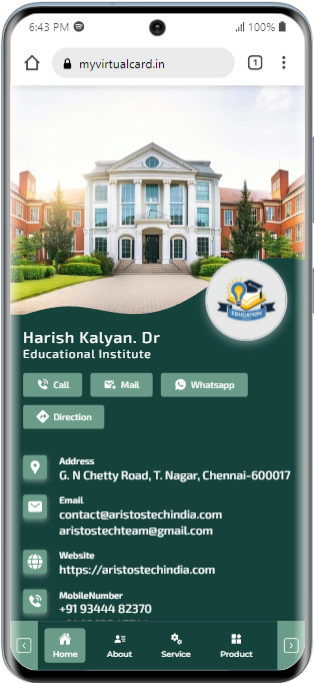 6:43 PM
100%
myvirtualcard.in
1
EDUCATION
Harish Kalyan. Dr
Educational Institute
Call
Mail
Whatsapp
Direction
Address
G. N Chetty Road, T. Nagar, Chennai-600017
Email
contact@aristostechindia.com
aristostechteam@gmail.com
Website
https://aristostechindia.com
MobileNumber
+91 93444 82370
Home
About
Service
Product